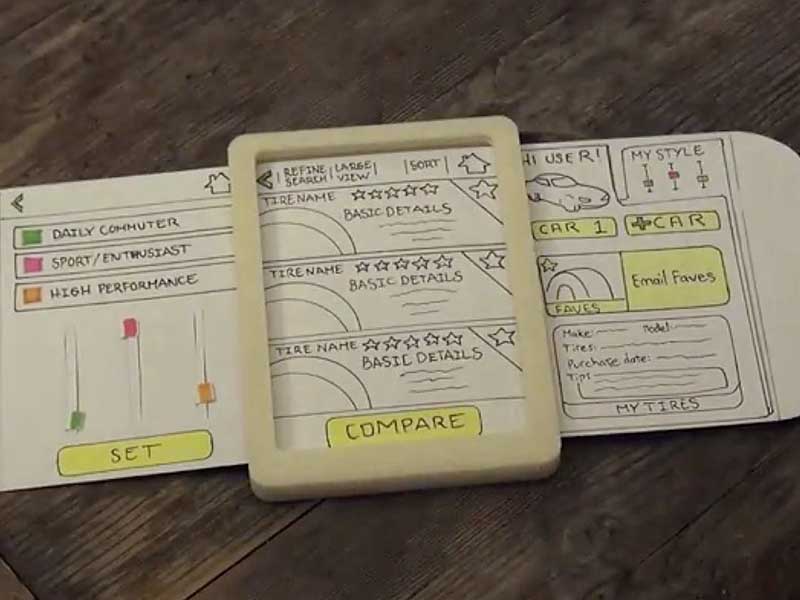 DAILY COMMUTER
SPORT/ENTHUSIAST
HIGH PERFORMANCE
SET
REFINE SEARCH
LARGE VIEW
SORT
TIRE NAME
BASIC DETAILS
TIRE NAME
BASIC DETAILS
TIRE NAME
BASIC DETAILS
COMPARE
HI USER!
MY STYLE
CAR 1
+CAR
FAVES
Email Faves
Make:
Model:
Tires:
Purchase date:
Tips
MY TIRES